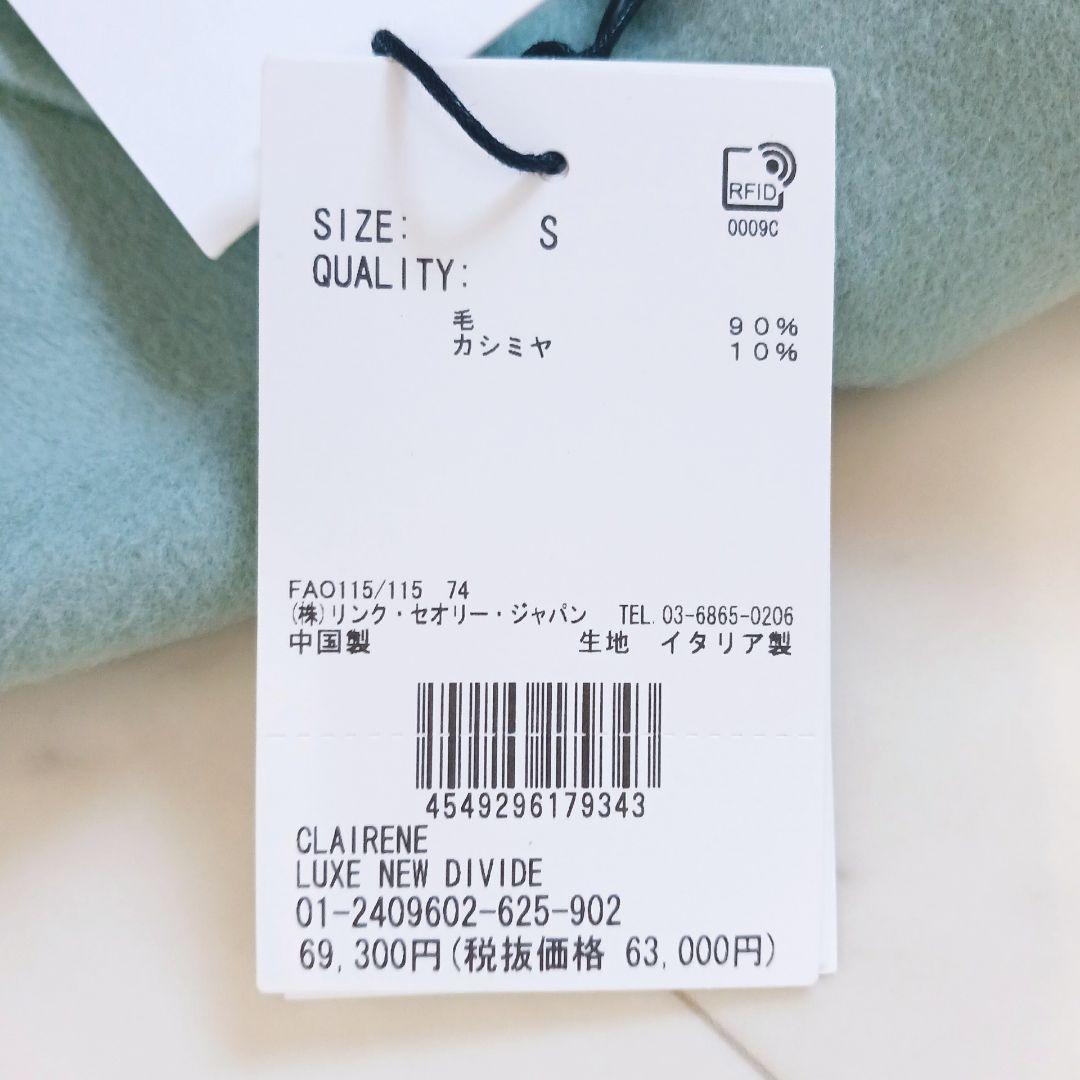 RFID
0009C
SIZE: S
QUALITY:
毛 90%
カシミヤ 10%
FAO115/115 74
(株)リンク・セオリー・ジャパン TEL.03-6865-0206
中国製 生地 イタリア製
4549296179343
CLAIRENE
LUXE NEW DIVIDE
01-2409602-625-902
69,300円(税抜価格 63,000円)